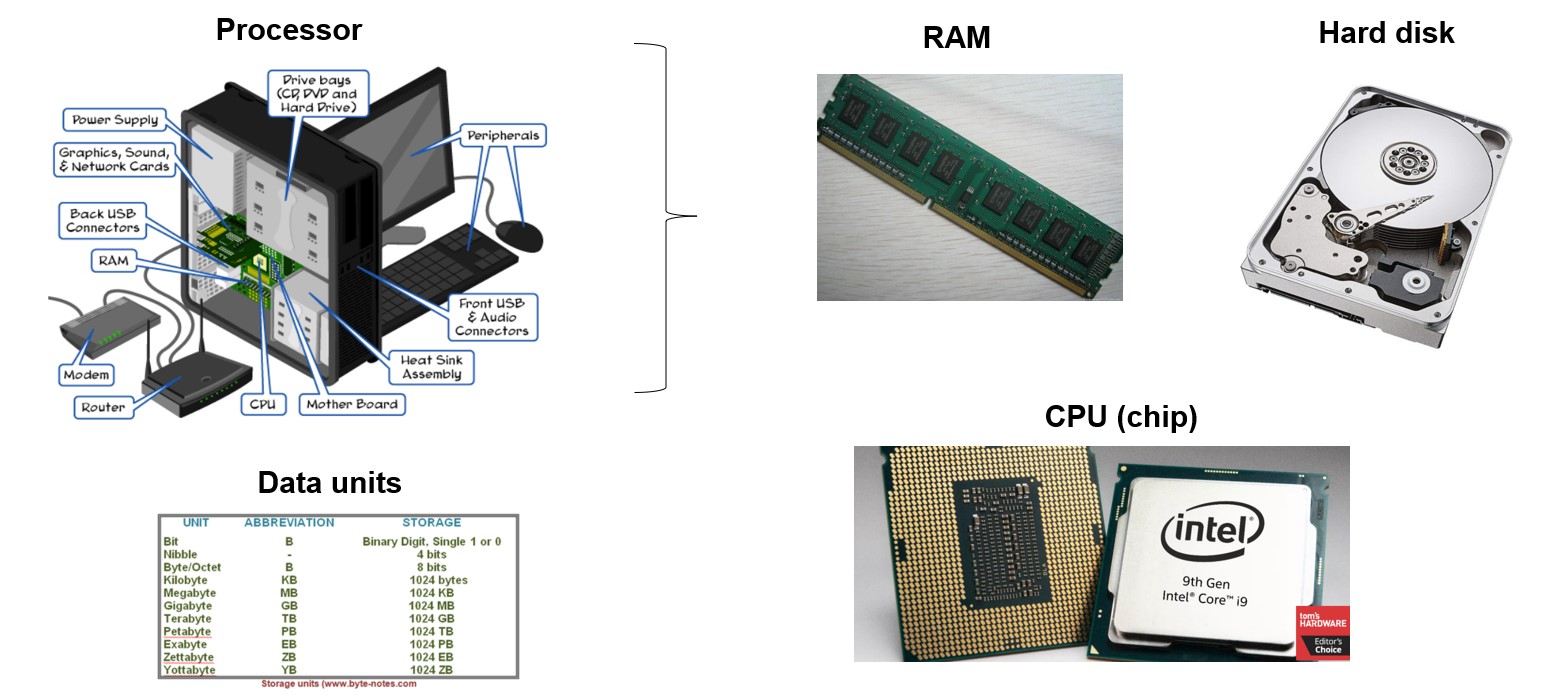 Processor
Drive bays
(CD, DVD and
Hard Drive)
Power Supply
Peripherals
Graphics, Sound,
& Network Cards
Back USB
Connectors
RAM
Front USB
& Audio
Connectors
Heat Sink
Assembly
Modem
Router
CPU
Mother Board
RAM
Hard disk
CPU (chip)
intel®
9th Gen
Intel® Core™ i9
tom's
HARDWARE
Editor's
Choice
Data units
UNIT ABBREVIATION STORAGE
Bit B Binary Digit, Single 1 or 0
Nibble - 4 bits
Byte/Octet B 8 bits
Kilobyte KB 1024 bytes
Megabyte MB 1024 KB
Gigabyte GB 1024 MB
Terabyte TB 1024 GB
Petabyte PB 1024 TB
Exabyte EB 1024 PB
Zettabyte ZB 1024 EB
Yottabyte YB 1024 ZB
Storage units (www.byte-notes.com